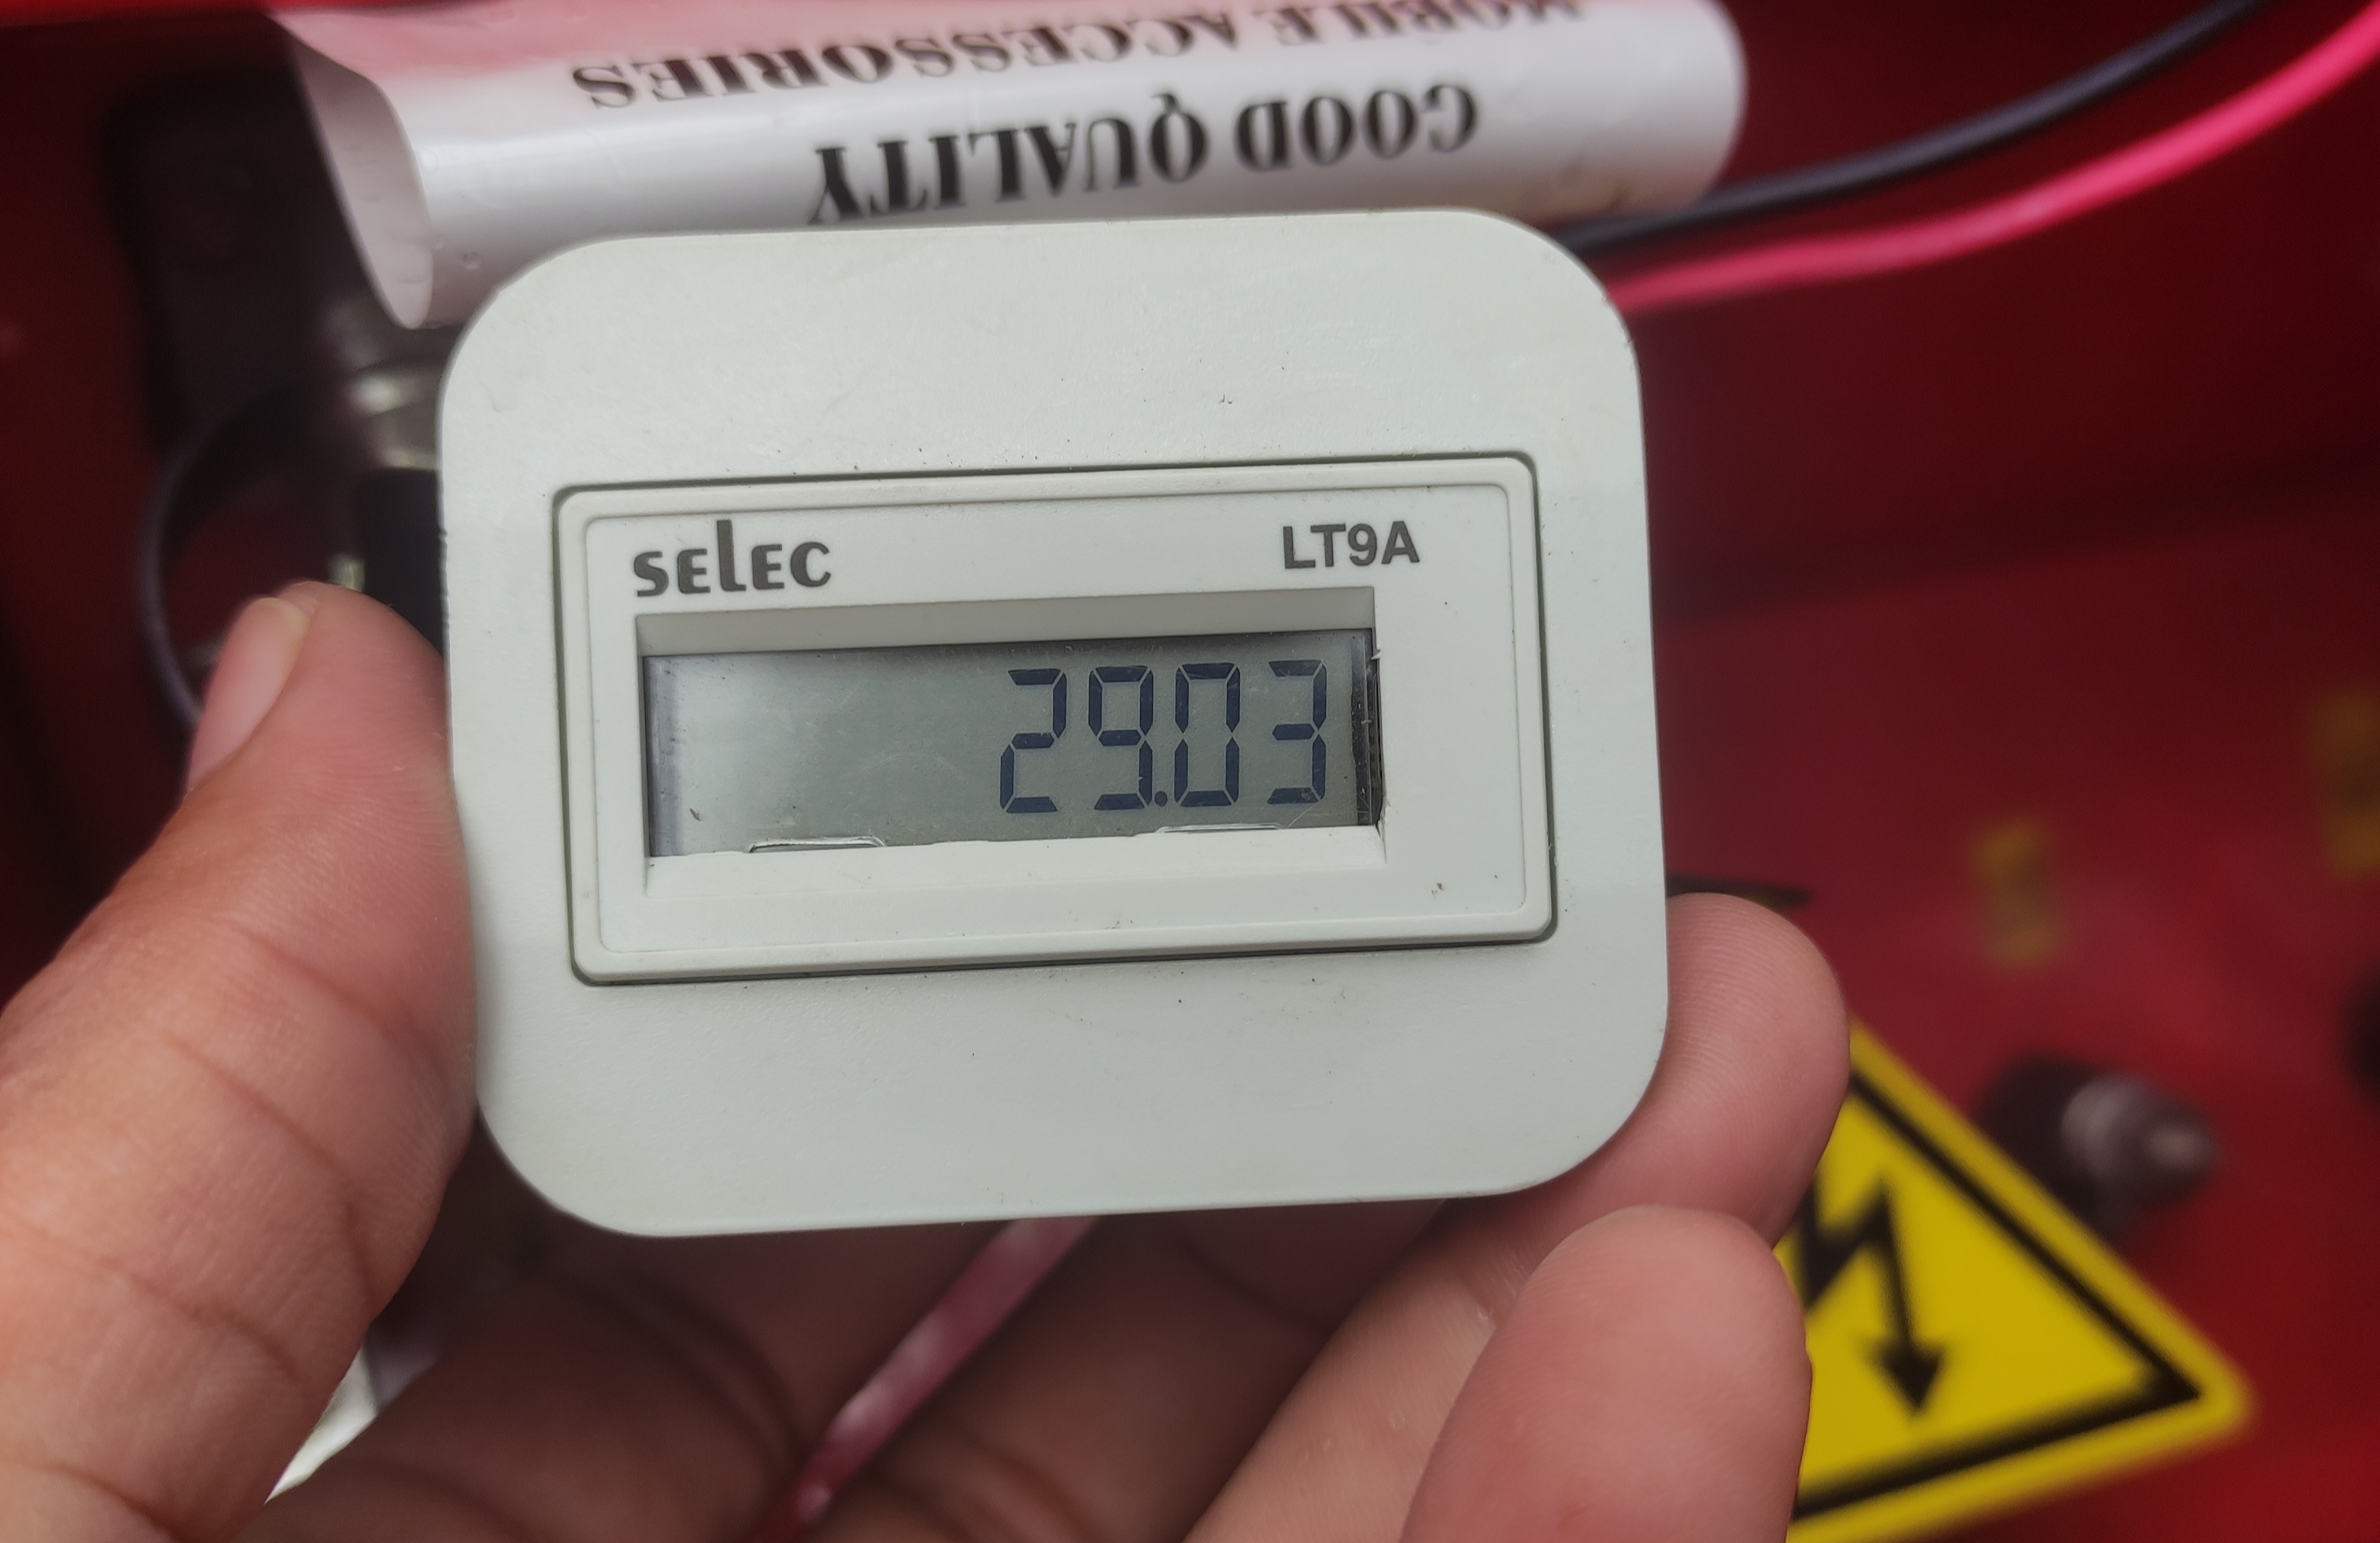 MOBILE ACCESSORIES
GOOD QUALITY
selec
LT9A
29.03